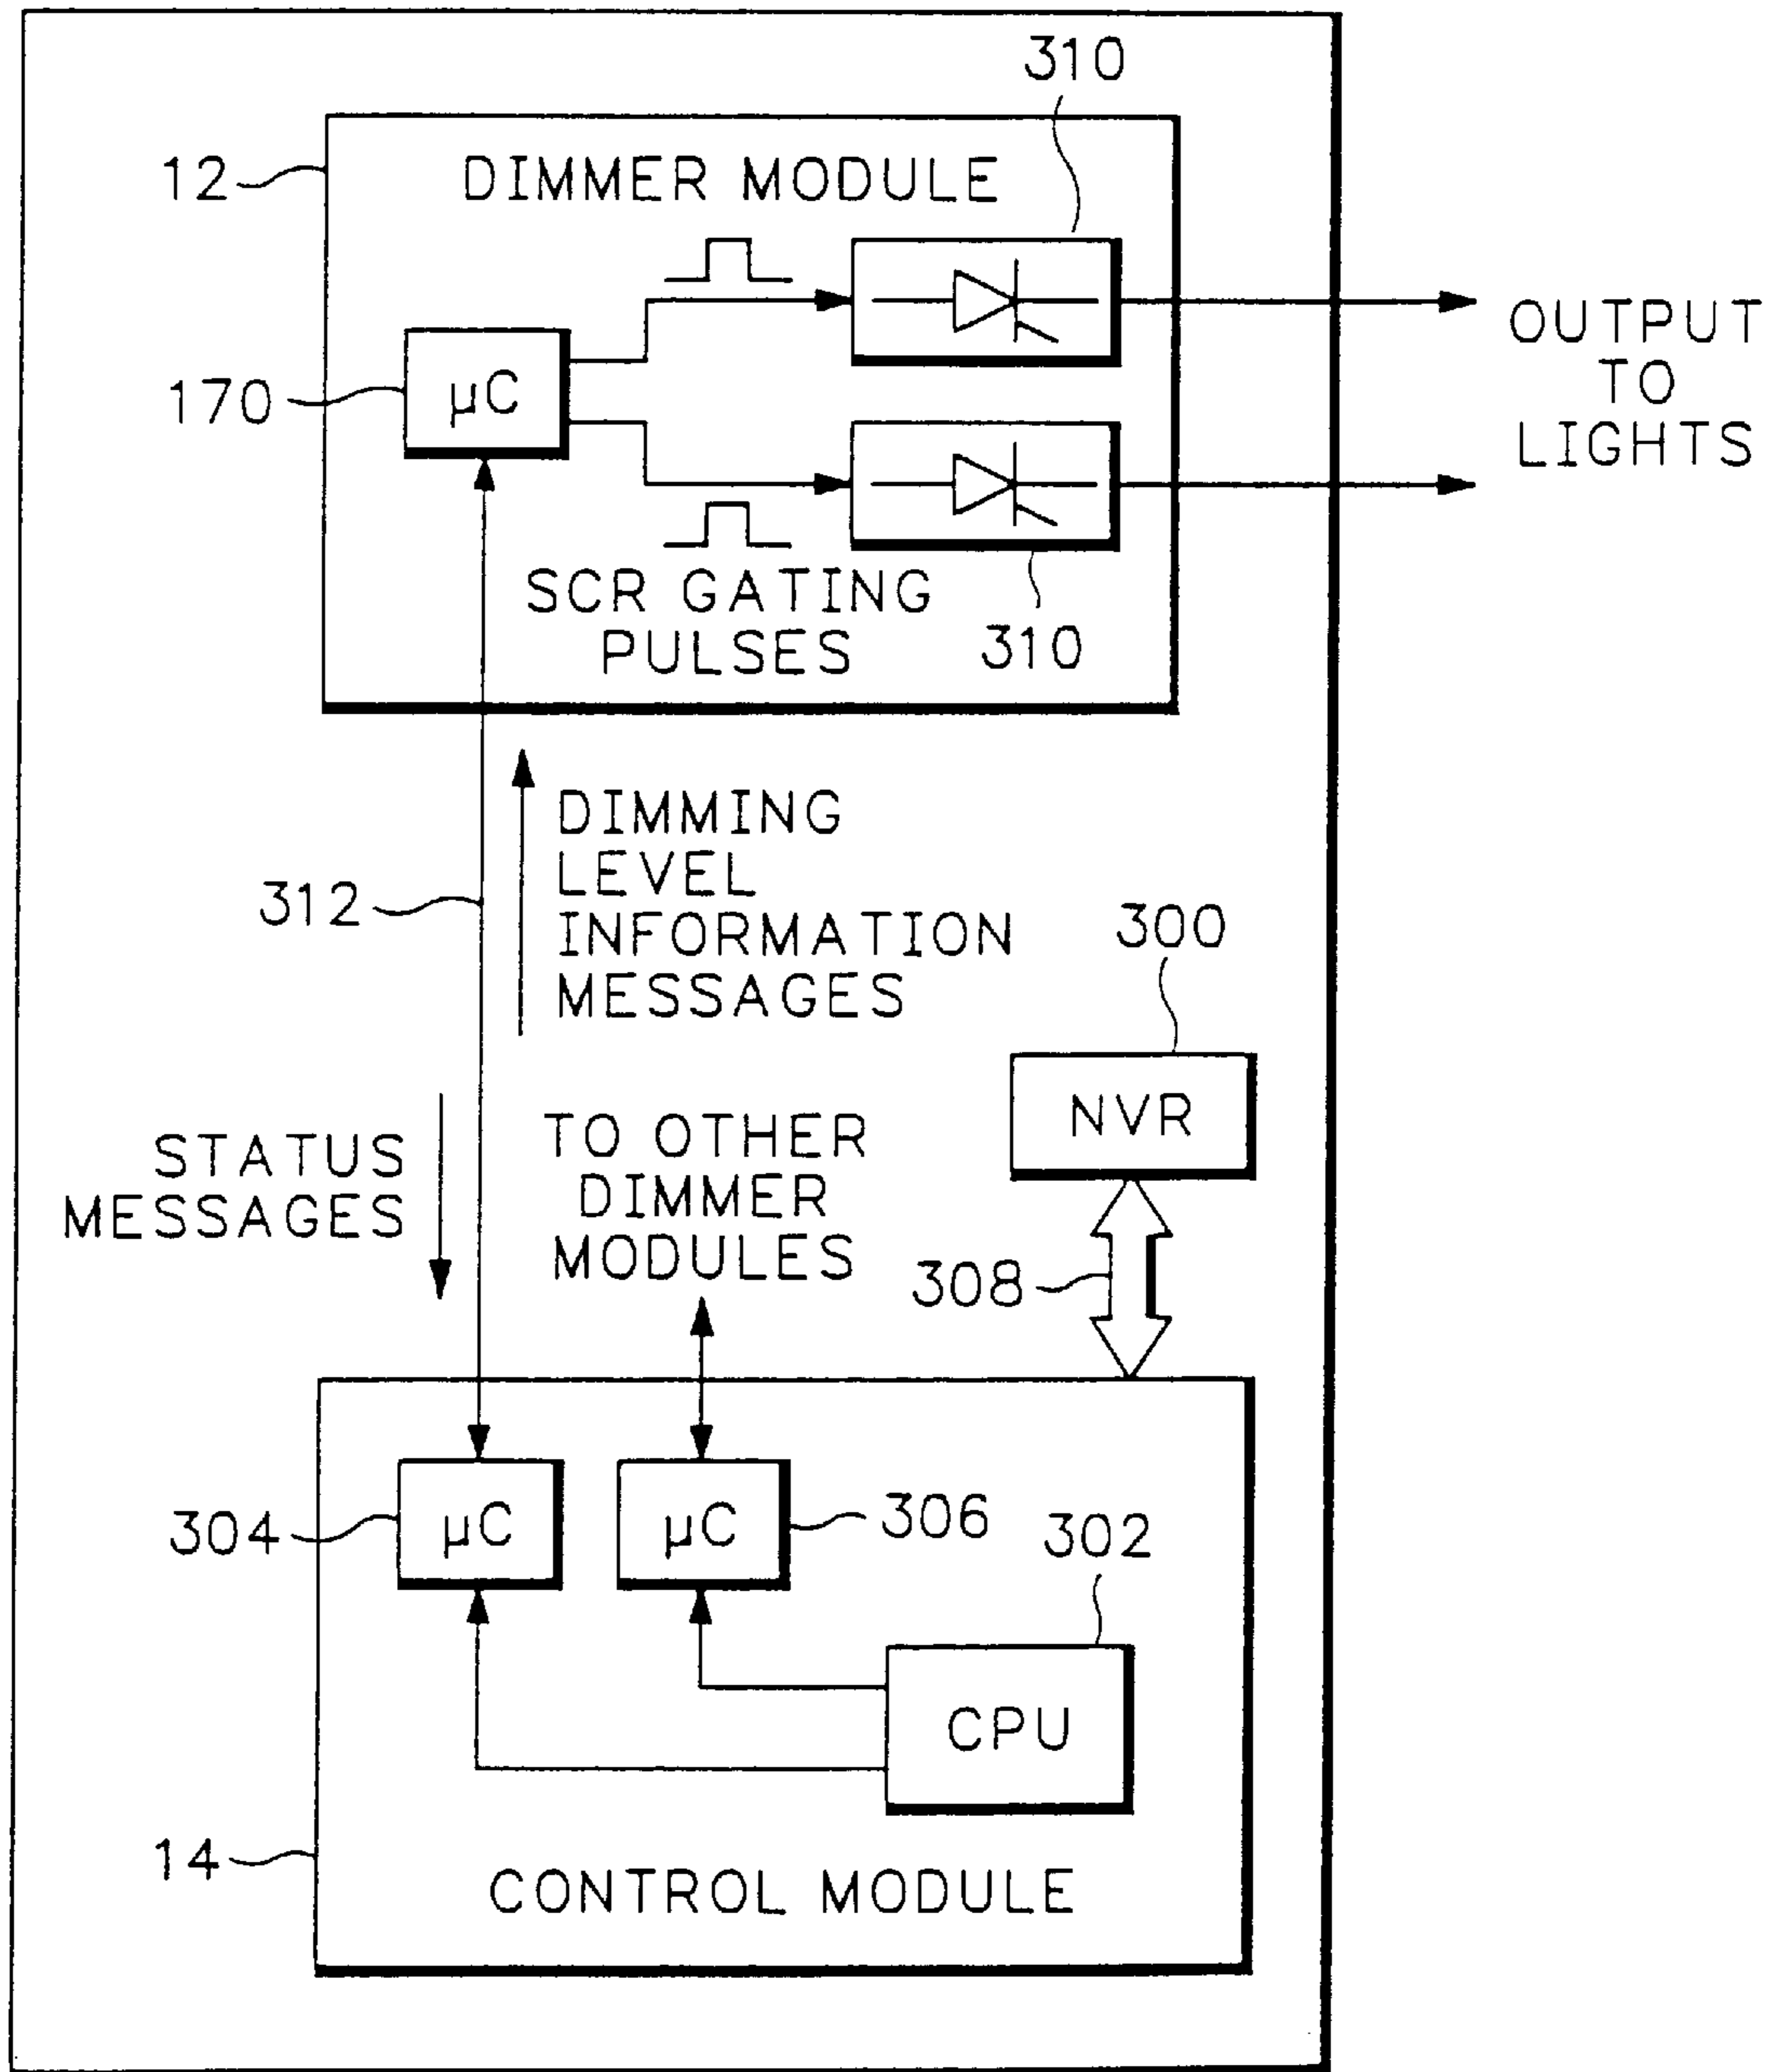 310
12
DIMMER MODULE
170
µC
OUTPUT
TO
LIGHTS
SCR GATING
PULSES
310
312
DIMMING
LEVEL
INFORMATION
MESSAGES
300
NVR
STATUS
MESSAGES
TO OTHER
DIMMER
MODULES
308
304
µC
µC
306
302
CPU
14
CONTROL MODULE